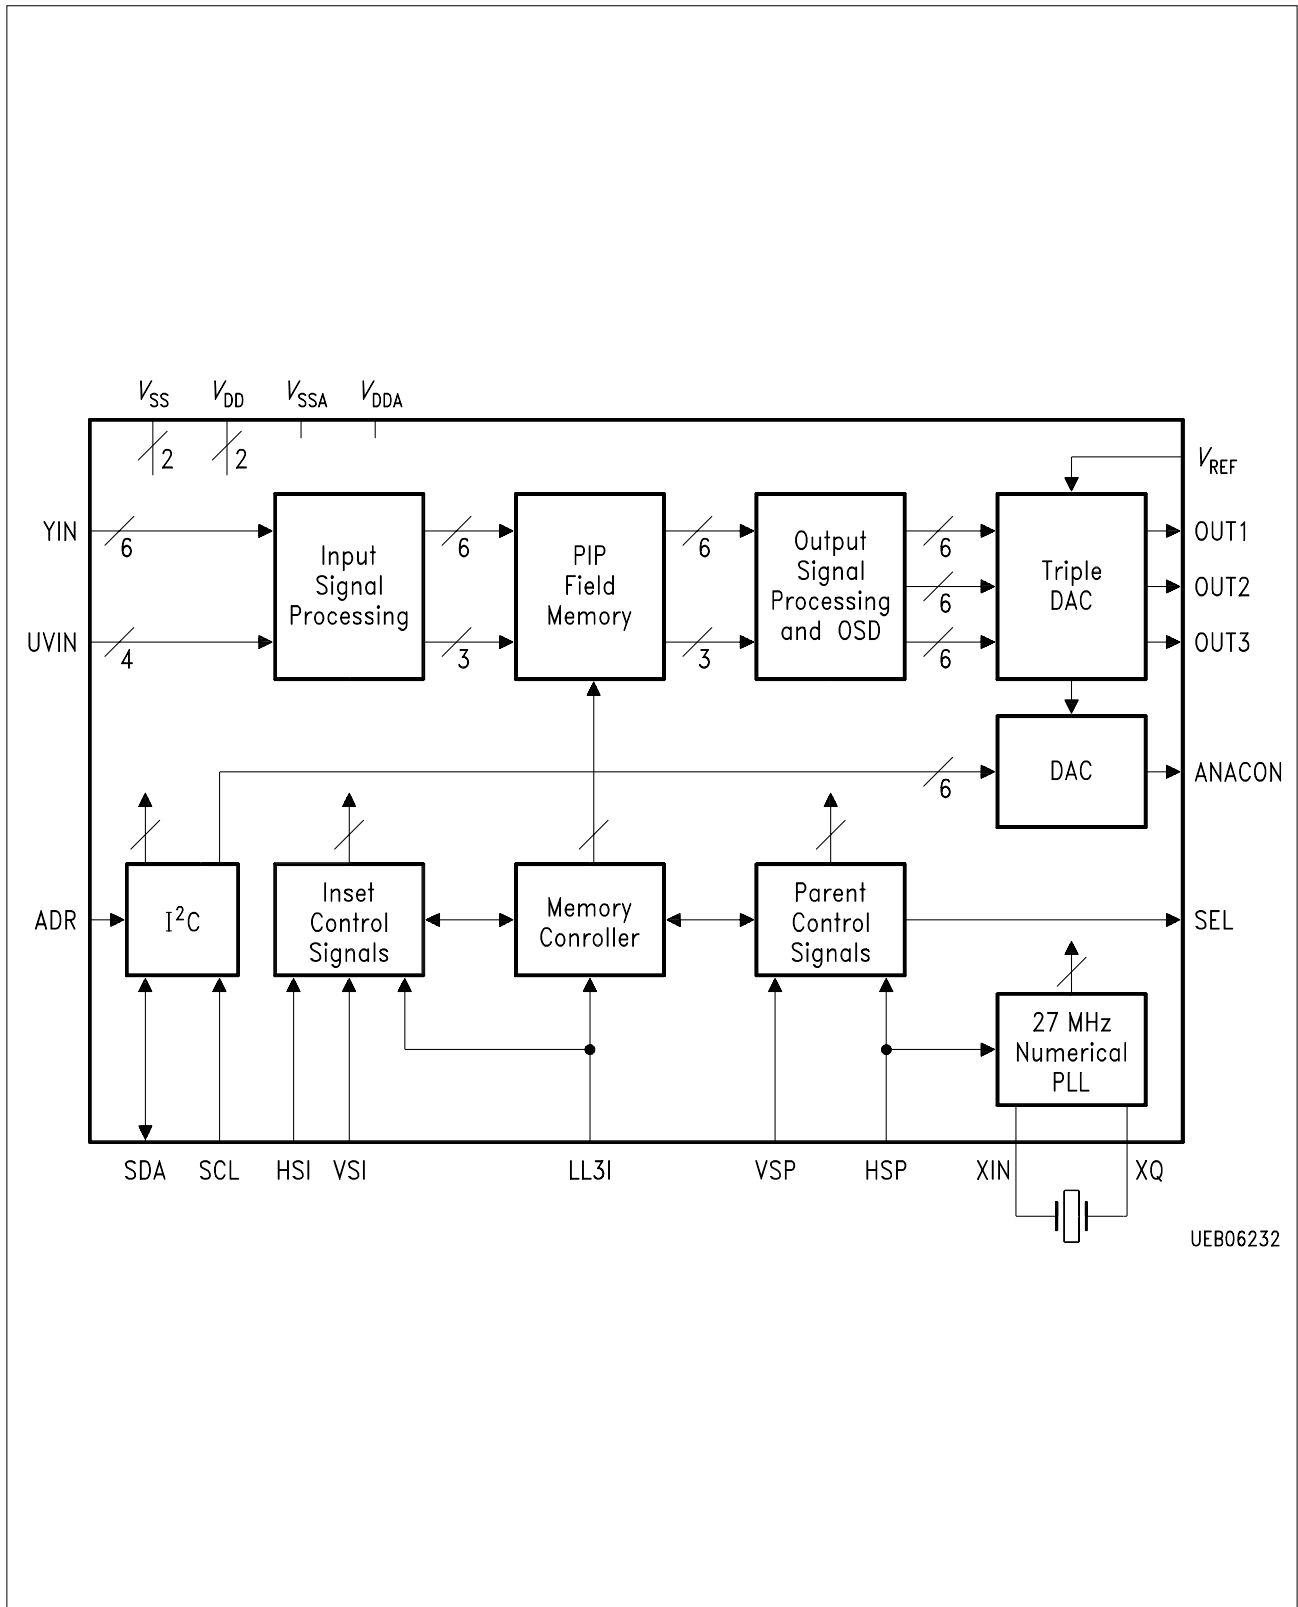 VSS VDD VSSA VDDA
2 2
VREF
YIN 6 6 6 6 OUT1
Input
Signal
Processing
PIP
Field
Memory
Output
Signal
Processing
and OSD
Triple
DAC
6 OUT2
UVIN 4 3 3 6 OUT3
6
DAC
ANACON
ADR
I²C
Inset
Control
Signals
Memory
Conroller
Parent
Control
Signals
SEL
27 MHz
Numerical
PLL
SDA SCL HSI VSI LL3I VSP HSP XIN XQ
UEB06232